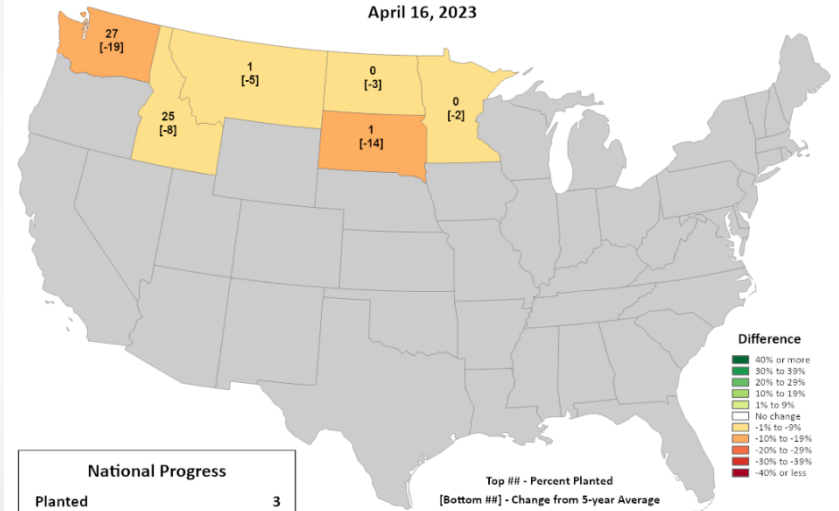 April 16, 2023
27
[-19]
1
[-5]
0
[-3]
0
[-2]
25
[-8]
1
[-14]
Difference
40% or more
30% to 39%
20% to 29%
10% to 19%
1% to 9%
No change
-1% to -9%
-10% to -19%
-20% to -29%
-30% to -39%
-40% or less
National Progress
Planted 3
Top ## - Percent Planted
[Bottom ##] - Change from 5-year Average